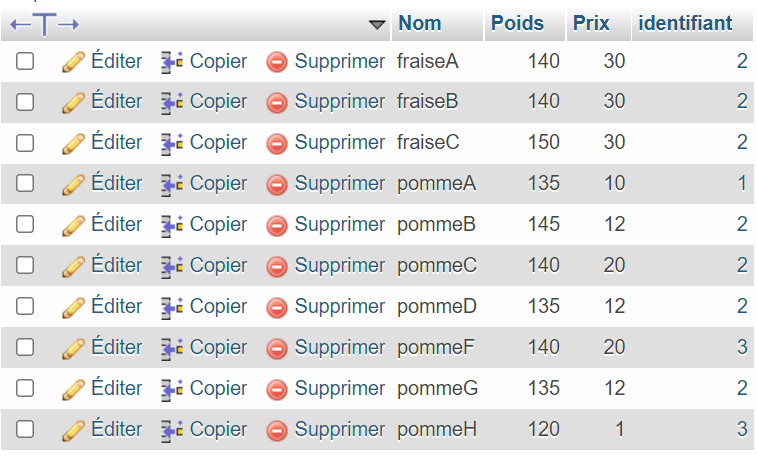 Nom Poids Prix identifiant
Éditer Copier Supprimer fraiseA 140 30 2
Éditer Copier Supprimer fraiseB 140 30 2
Éditer Copier Supprimer fraiseC 150 30 2
Éditer Copier Supprimer pommeA 135 10 1
Éditer Copier Supprimer pommeB 145 12 2
Éditer Copier Supprimer pommeC 140 20 2
Éditer Copier Supprimer pommeD 135 12 2
Éditer Copier Supprimer pommeF 140 20 3
Éditer Copier Supprimer pommeG 135 12 2
Éditer Copier Supprimer pommeH 120 1 3